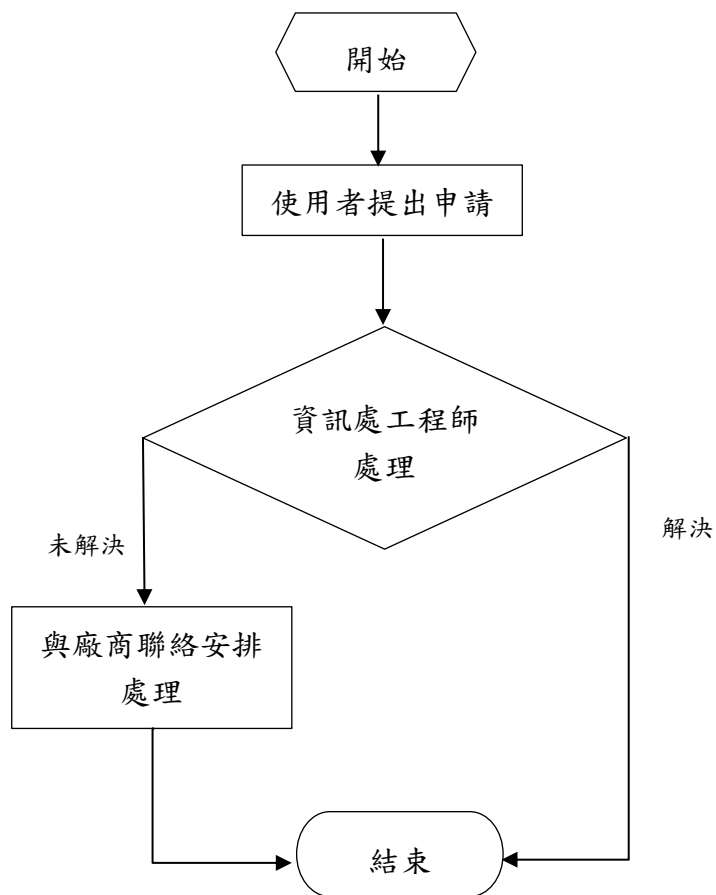 開始
使用者提出申請
資訊處工程師
處理
未解決
解決
與廠商聯絡安排
處理
結束